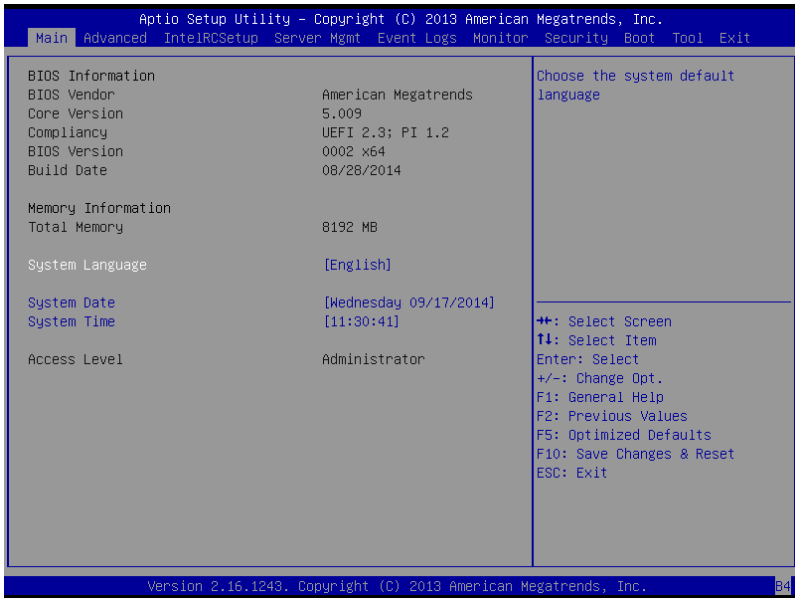 Aptio Setup Utility – Copyright (C) 2013 American Megatrends, Inc.
Main Advanced IntelRCSetup Server Mgmt Event Logs Monitor Security Boot Tool Exit
BIOS Information
BIOS Vendor American Megatrends
Core Version 5.009
Compliancy UEFI 2.3; PI 1.2
BIOS Version 0002 x64
Build Date 08/28/2014
Memory Information
Total Memory 8192 MB
System Language [English]
System Date [Wednesday 09/17/2014]
System Time [11:30:41]
Access Level Administrator
Choose the system default
language
→←: Select Screen
↑↓: Select Item
Enter: Select
+/–: Change Opt.
F1: General Help
F2: Previous Values
F5: Optimized Defaults
F10: Save Changes & Reset
ESC: Exit
Version 2.16.1243. Copyright (C) 2013 American Megatrends, Inc.
B4